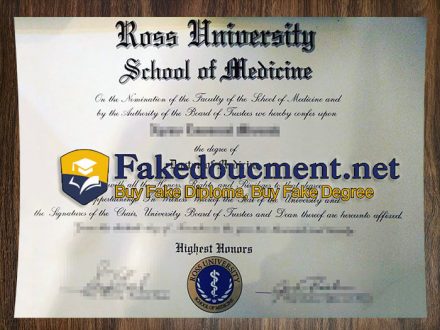 Ross University
School of Medicine
On the Nomination of the Faculty of the School of Medicine and
by the Authority of the Board of Trustees we hereby confer upon
the degree of
Fakedoucment.net
Buy Fake Diploma, Buy Fake Degree
In Witness Whereof the Seal of the University and
the Signatures of the Chair, University Board of Trustees and Dean thereof are hereunto affixed.
Highest Honors
ROSS UNIVERSITY
SCHOOL OF MEDICINE